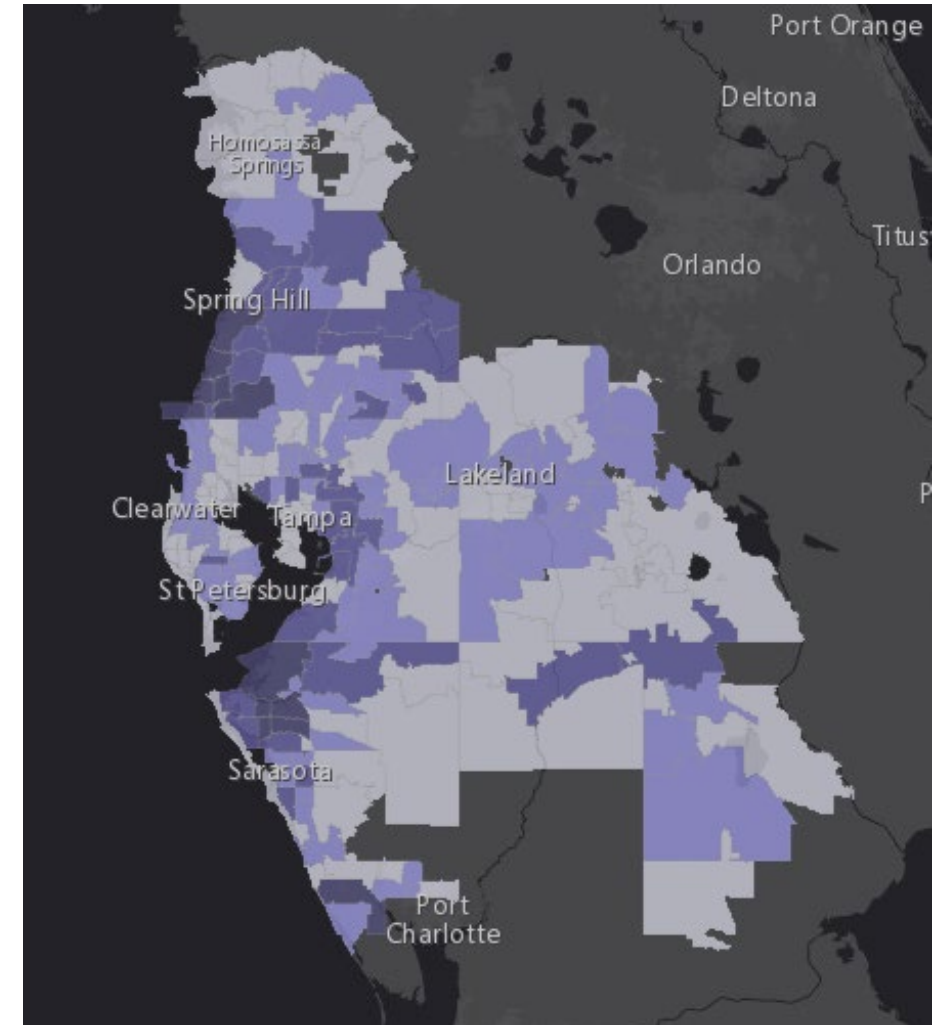 Port Orange
Deltona
Homosassa
Springs
Titus
Orlando
Spring Hill
Lakeland
P
Clearwater
Tampa
St Petersburg
Sarasota
Port
Charlotte